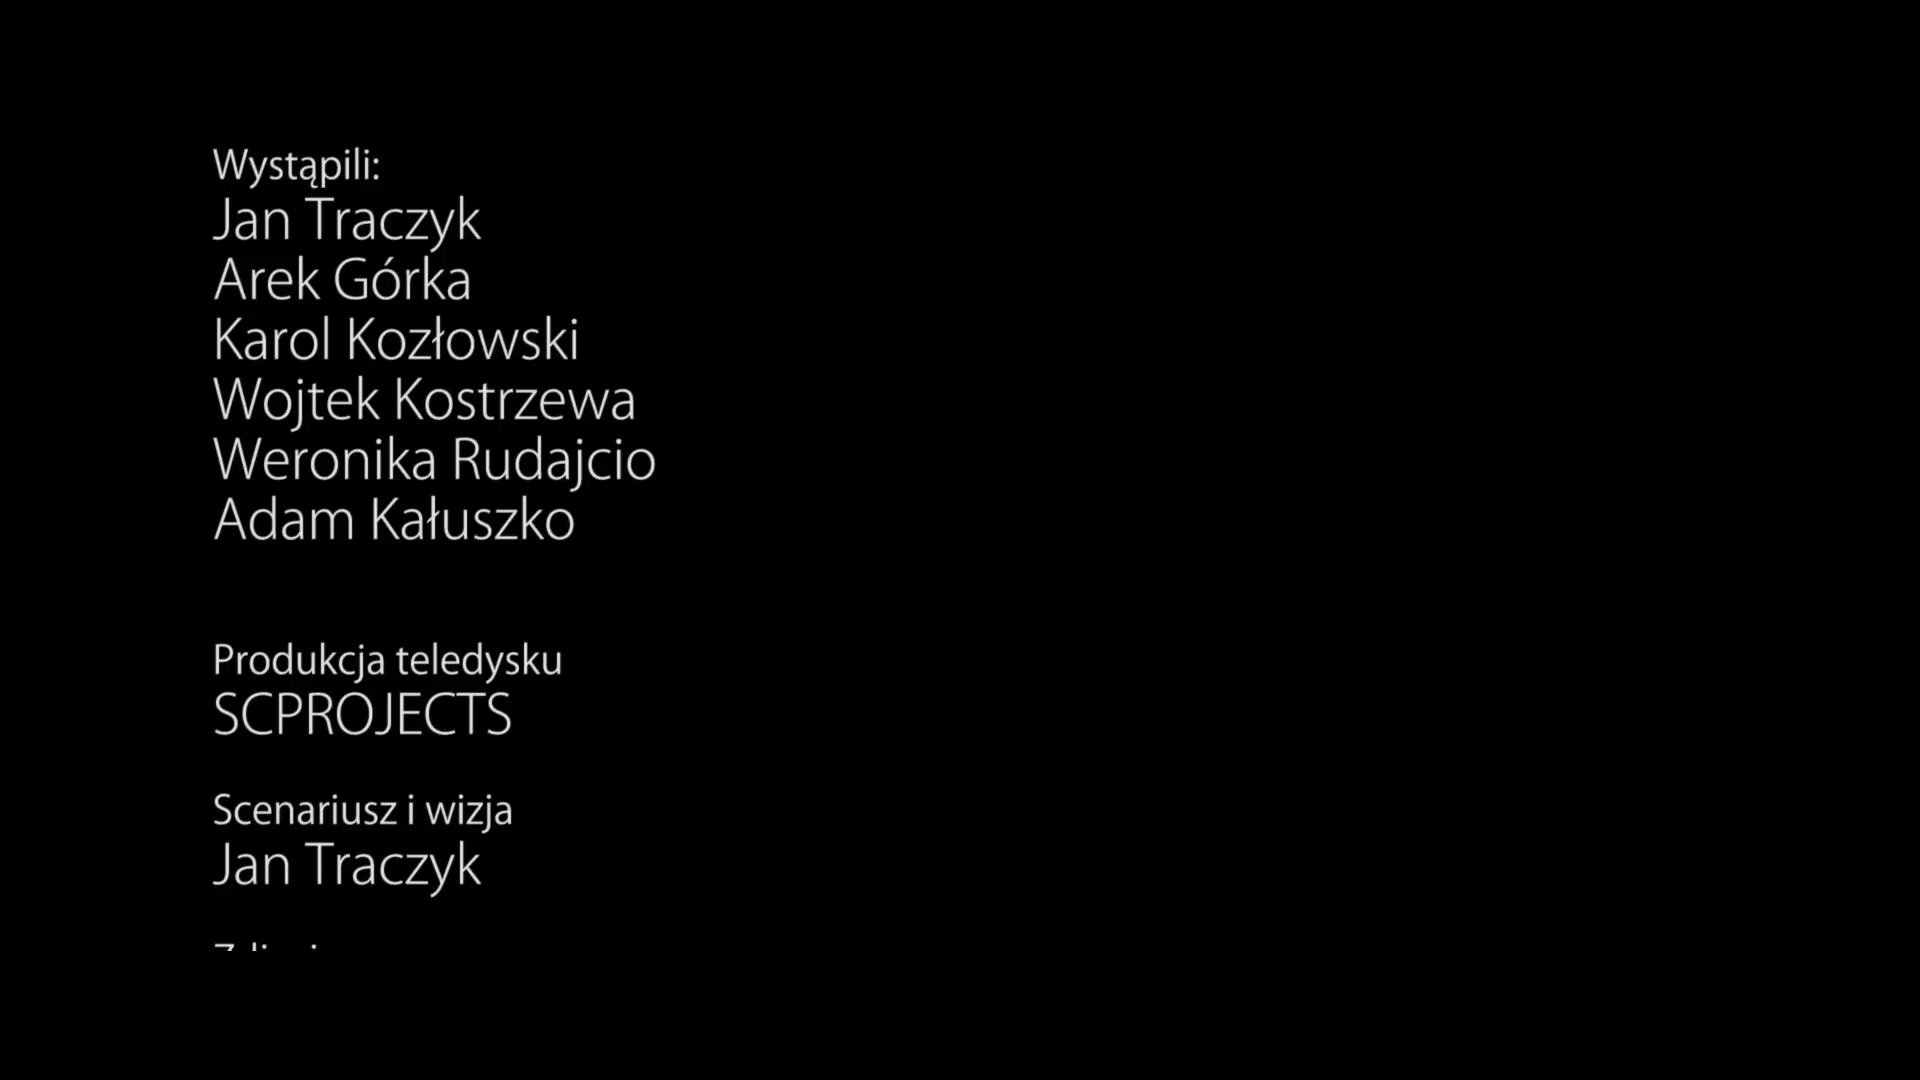 Wystąpili:
Jan Traczyk
Arek Górka
Karol Kozłowski
Wojtek Kostrzewa
Weronika Rudajcio
Adam Kałuszko
Produkcja teledysku
SCPROJECTS
Scenariusz i wizja
Jan Traczyk